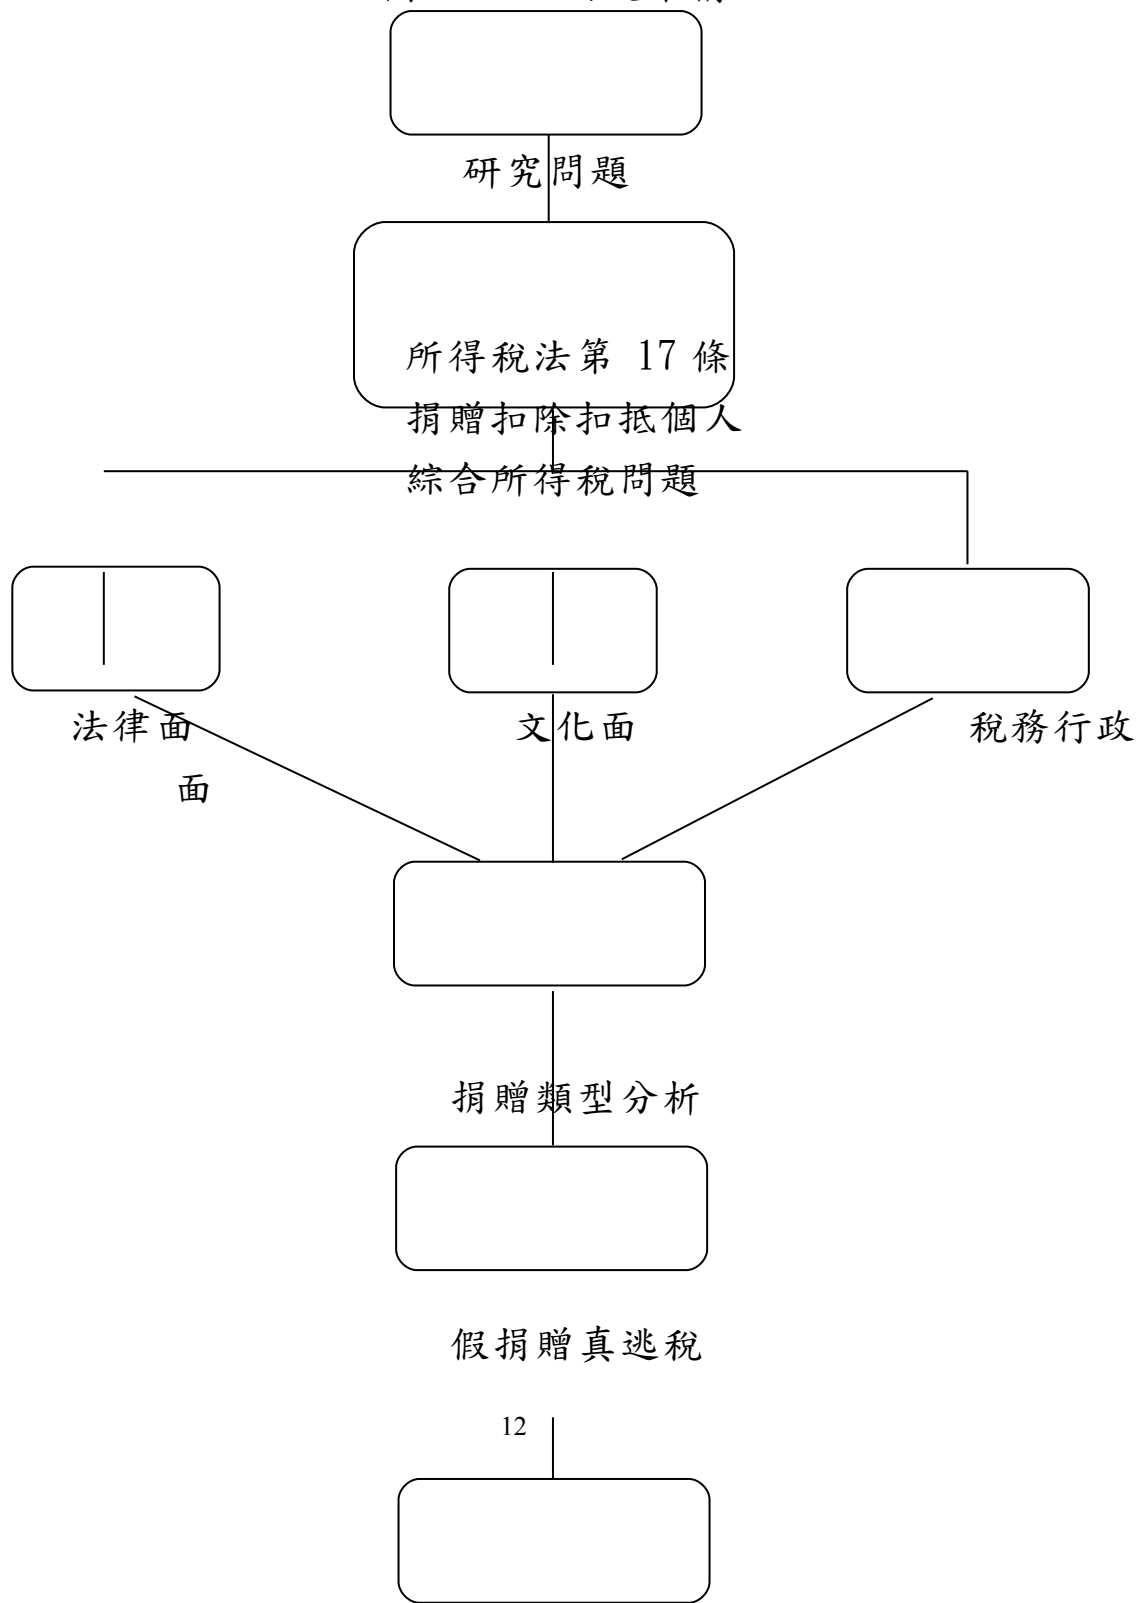 研究問題
所得稅法第 17 條
捐贈扣除扣抵個人
綜合所得稅問題
法律面 文化面 稅務行政
面
捐贈類型分析
假捐贈真逃稅
12